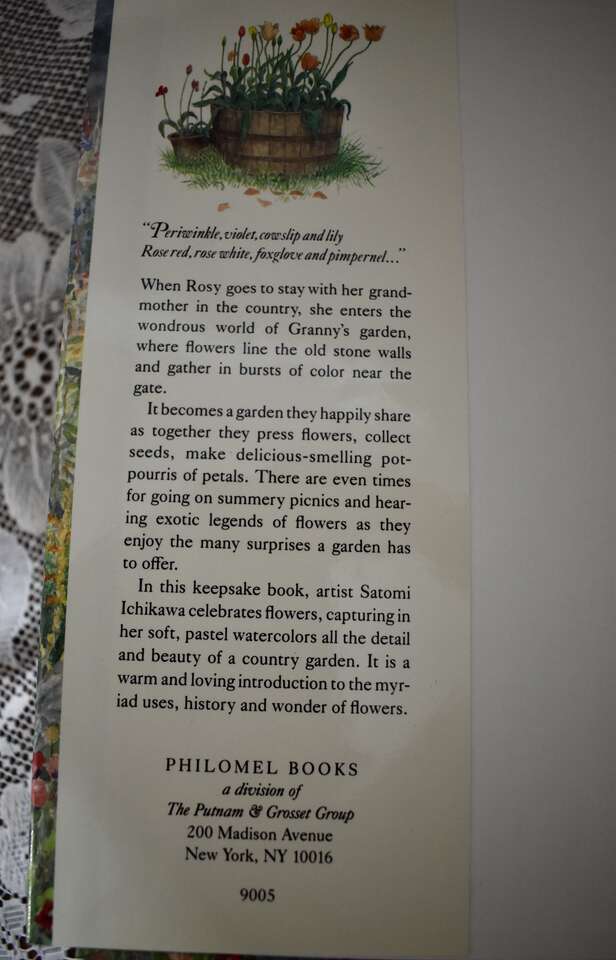 “Periwinkle, violet, cowslip and lily
Rose red, rose white, foxglove and pimpernel...”
When Rosy goes to stay with her grand-
mother in the country, she enters the
wondrous world of Granny’s garden,
where flowers line the old stone walls
and gather in bursts of color near the
gate.
It becomes a garden they happily share
as together they press flowers, collect
seeds, make delicious-smelling pot-
pourris of petals. There are even times
for going on summery picnics and hear-
ing exotic legends of flowers as they
enjoy the many surprises a garden has
to offer.
In this keepsake book, artist Satomi
Ichikawa celebrates flowers, capturing in
her soft, pastel watercolors all the detail
and beauty of a country garden. It is a
warm and loving introduction to the myr-
iad uses, history and wonder of flowers.
PHILOMEL BOOKS
a division of
The Putnam & Grosset Group
200 Madison Avenue
New York, NY 10016
9005